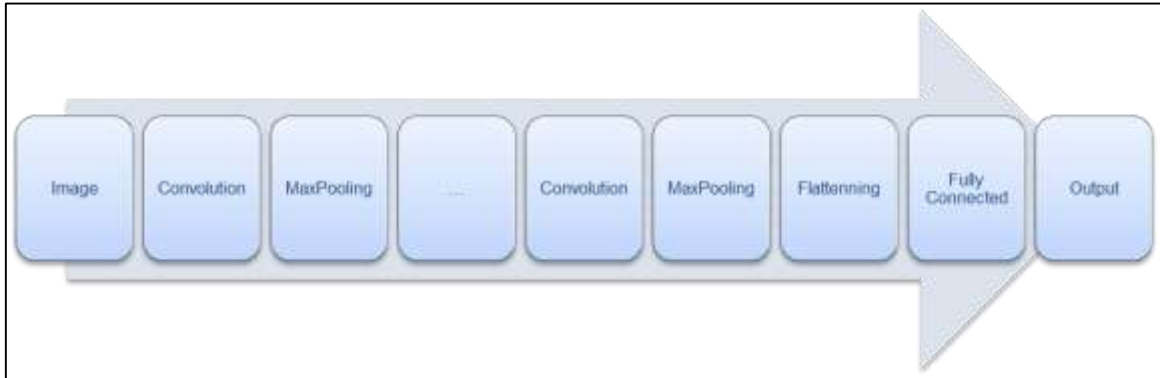 Image
Convolution
MaxPooling
....
Convolution
MaxPooling
Flattenning
Fully
Connected
Output